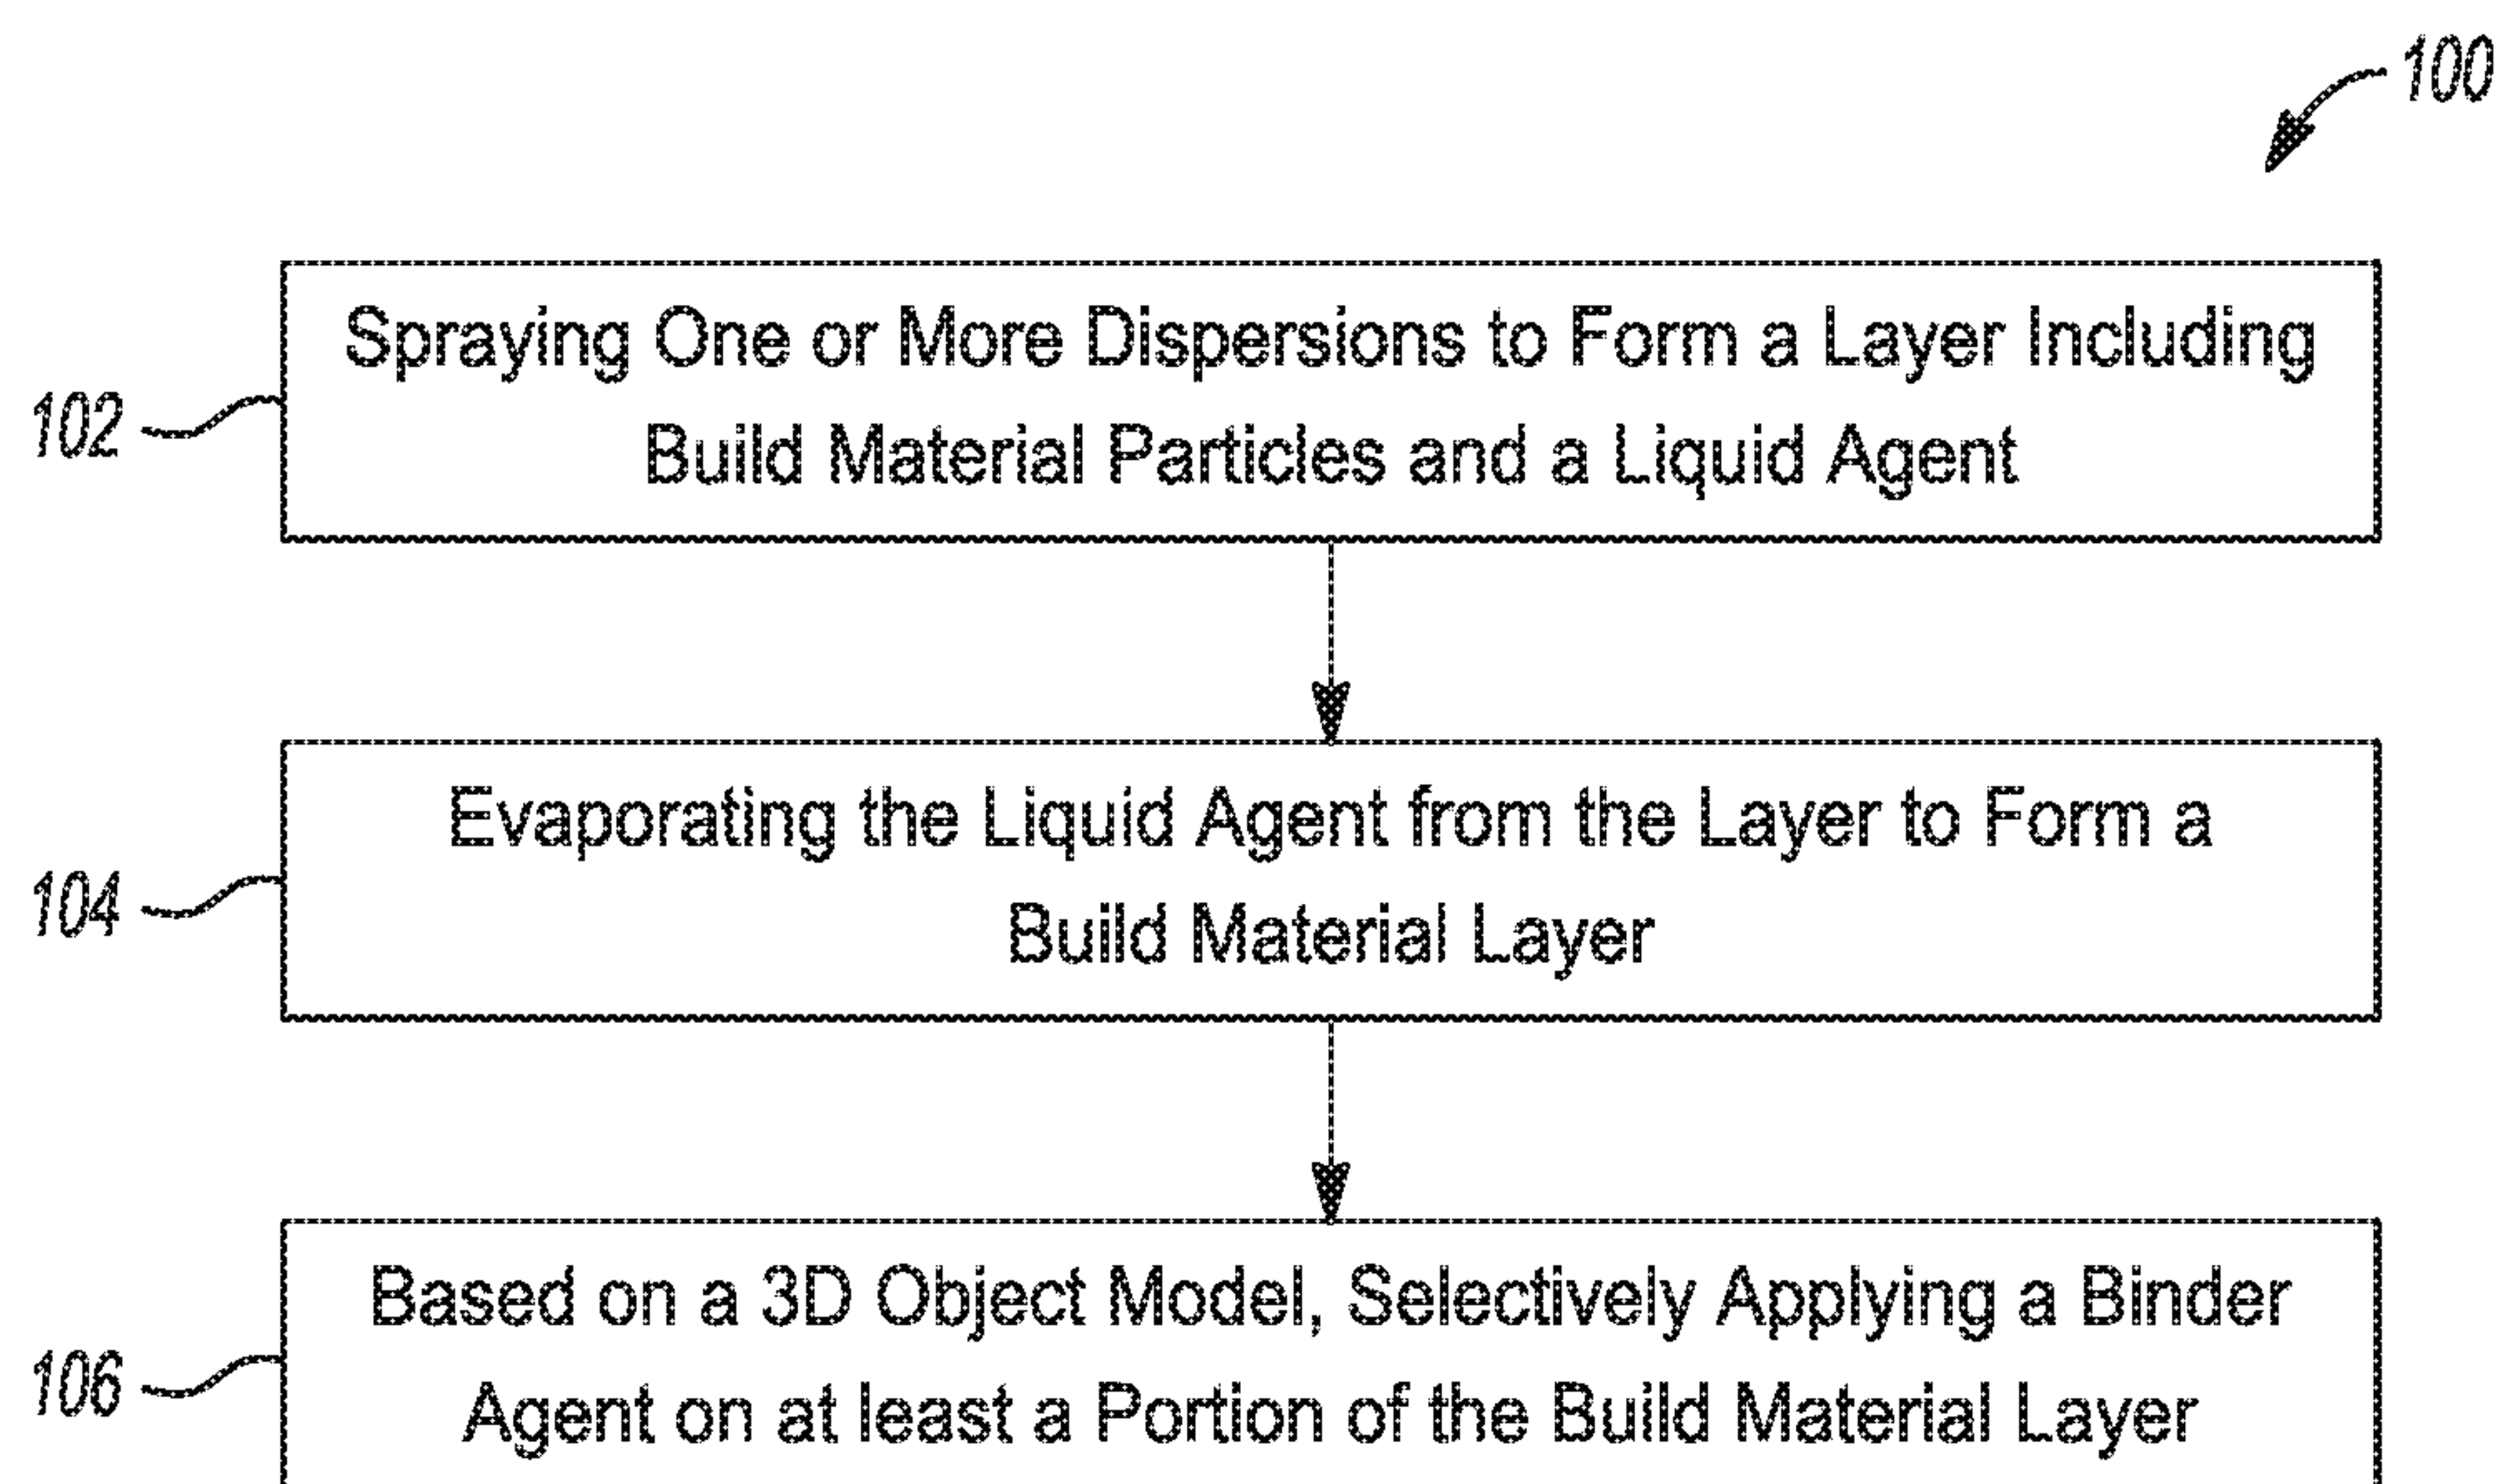 100
Spraying One or More Dispersions to Form a Layer Including
102
Build Material Particles and a Liquid Agent
Evaporating the Liquid Agent from the Layer to Form a
104
Build Material Layer
Based on a 3D Object Model, Selectively Applying a Binder
106
Agent on at least a Portion of the Build Material Layer